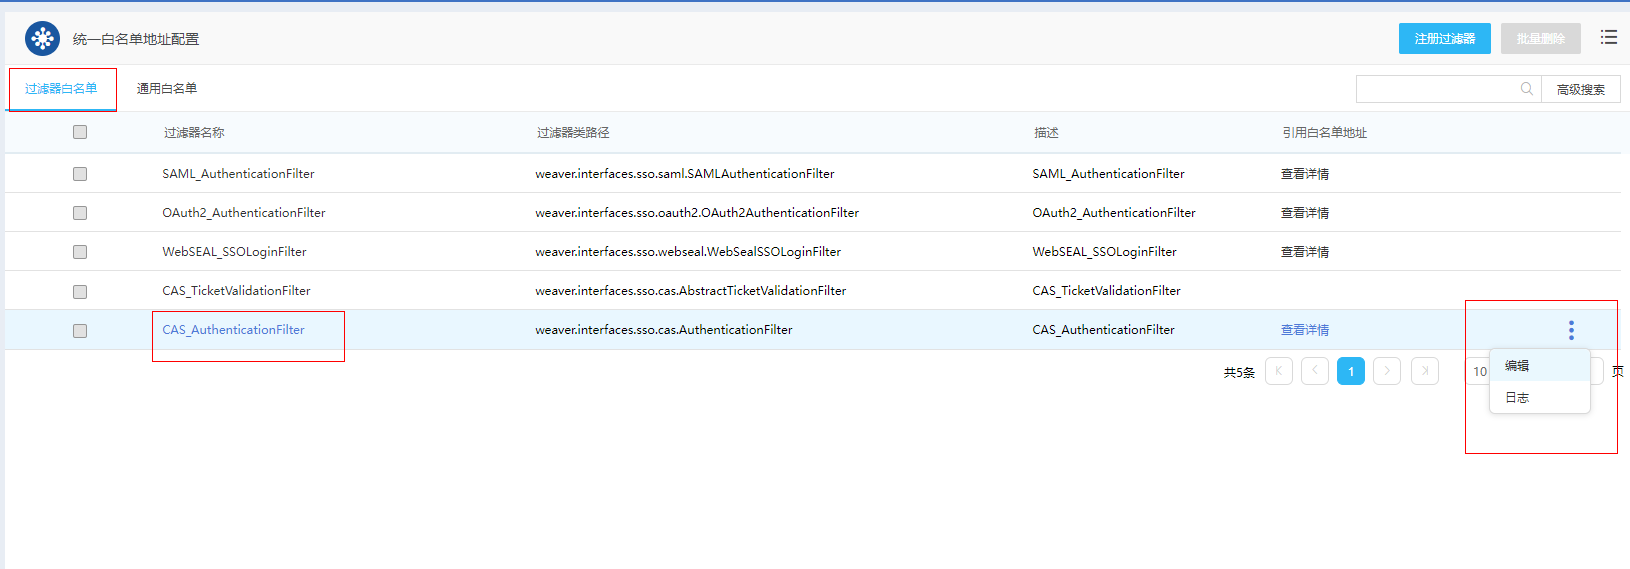 统一白名单地址配置
注册过滤器 批量删除
过滤器白名单 通用白名单 高级搜索
过滤器名称 过滤器类路径 描述 引用白名单地址
SAML_AuthenticationFilter weaver.interfaces.sso.saml.SAMLAuthenticationFilter SAML_AuthenticationFilter 查看详情
OAuth2_AuthenticationFilter weaver.interfaces.sso.oauth2.OAuth2AuthenticationFilter OAuth2_AuthenticationFilter 查看详情
WebSEAL_SSOLoginFilter weaver.interfaces.sso.webseal.WebSealSSOLoginFilter WebSEAL_SSOLoginFilter 查看详情
CAS_TicketValidationFilter weaver.interfaces.sso.cas.AbstractTicketValidationFilter CAS_TicketValidationFilter
CAS_AuthenticationFilter weaver.interfaces.sso.cas.AuthenticationFilter CAS_AuthenticationFilter 查看详情
共5条 1 10 页
编辑
日志